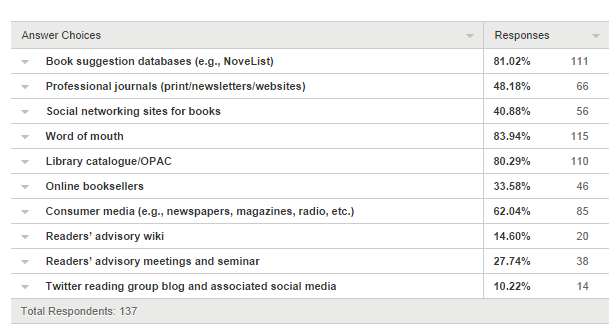 Answer Choices Responses
Book suggestion databases (e.g., NoveList) 81.02% 111
Professional journals (print/newsletters/websites) 48.18% 66
Social networking sites for books 40.88% 56
Word of mouth 83.94% 115
Library catalogue/OPAC 80.29% 110
Online booksellers 33.58% 46
Consumer media (e.g., newspapers, magazines, radio, etc.) 62.04% 85
Readers' advisory wiki 14.60% 20
Readers' advisory meetings and seminar 27.74% 38
Twitter reading group blog and associated social media 10.22% 14
Total Respondents: 137